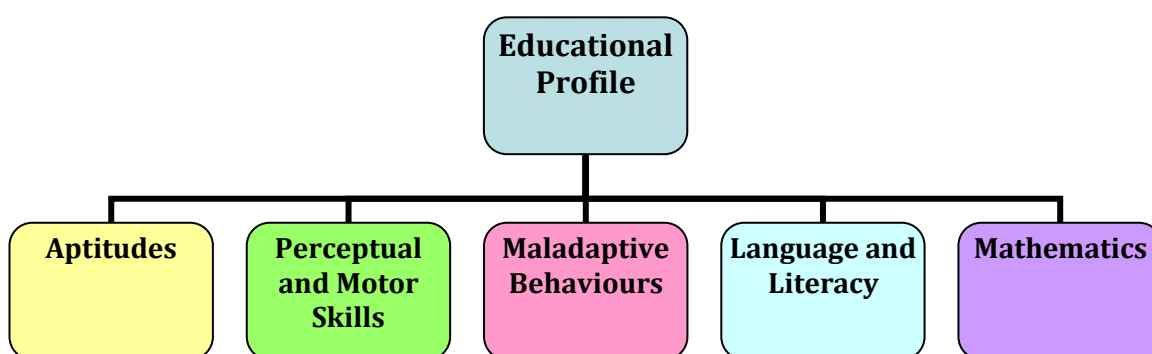 Educational
Profile
Aptitudes
Perceptual
and Motor
Skills
Maladaptive
Behaviours
Language and
Literacy
Mathematics